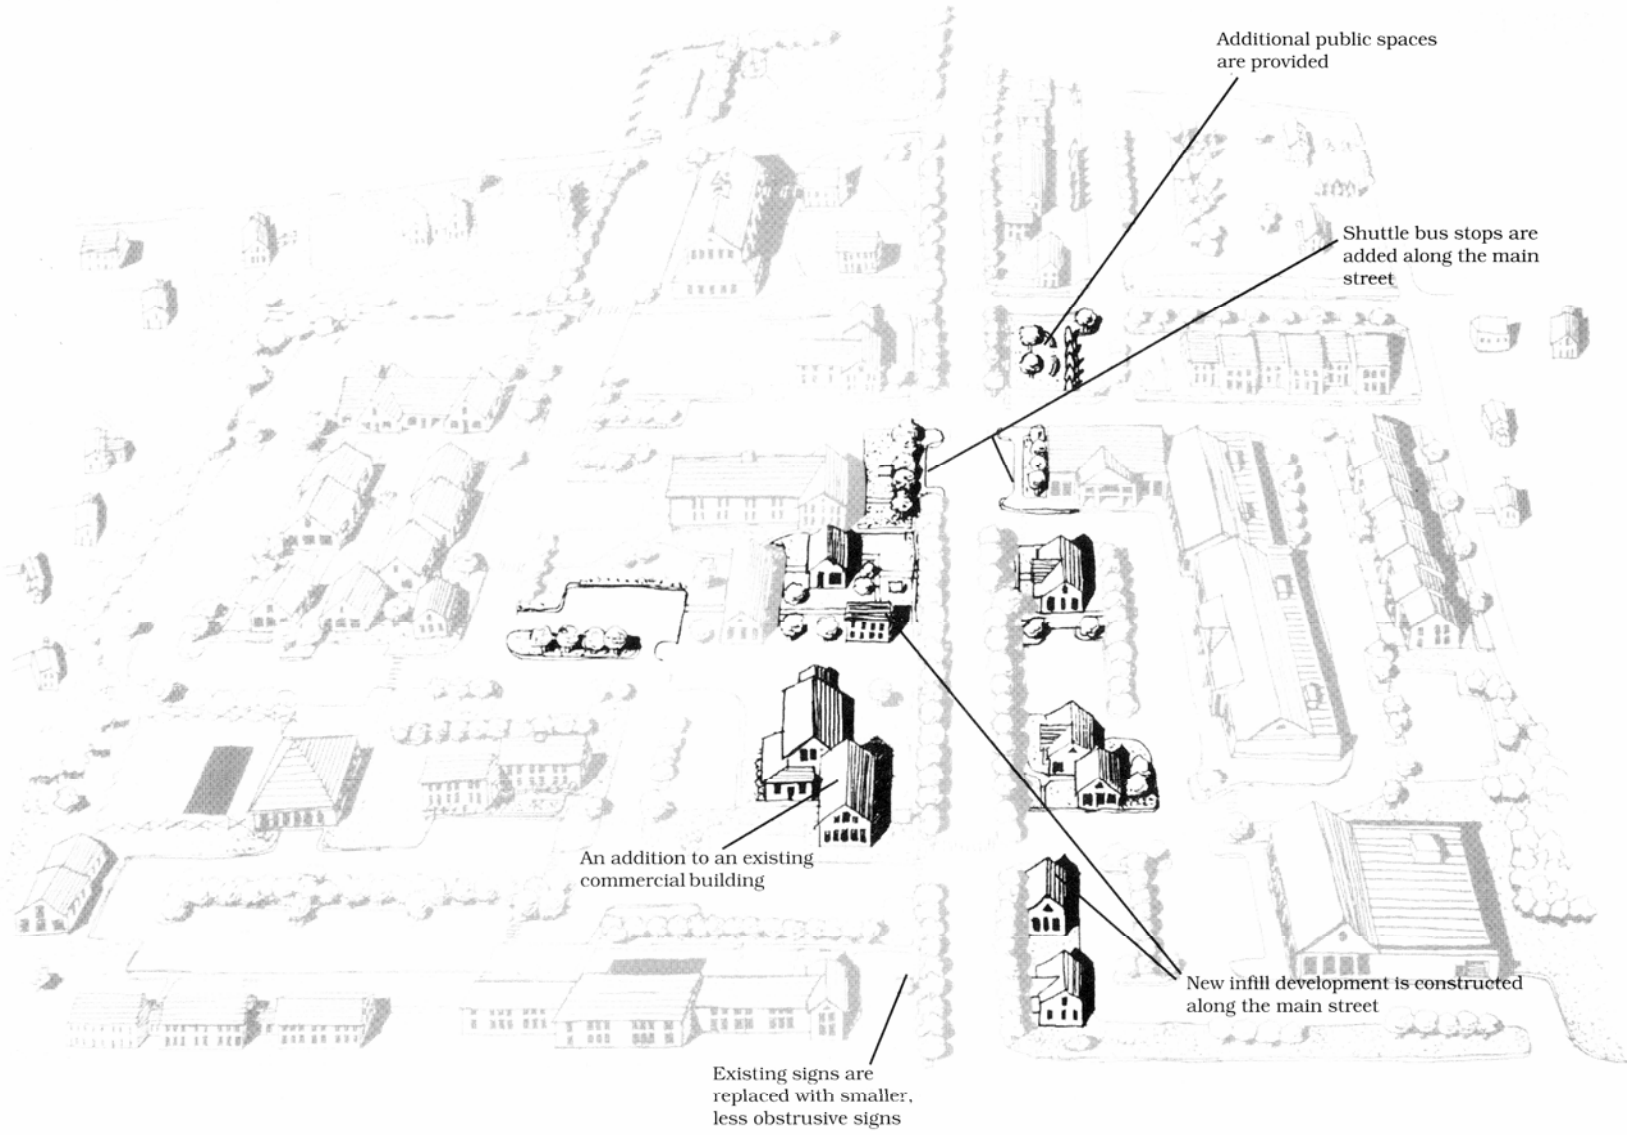 Additional public spaces
are provided
Shuttle bus stops are
added along the main
street
An addition to an existing
commercial building
New infill development is constructed
along the main street
Existing signs are
replaced with smaller,
less obstrusive signs